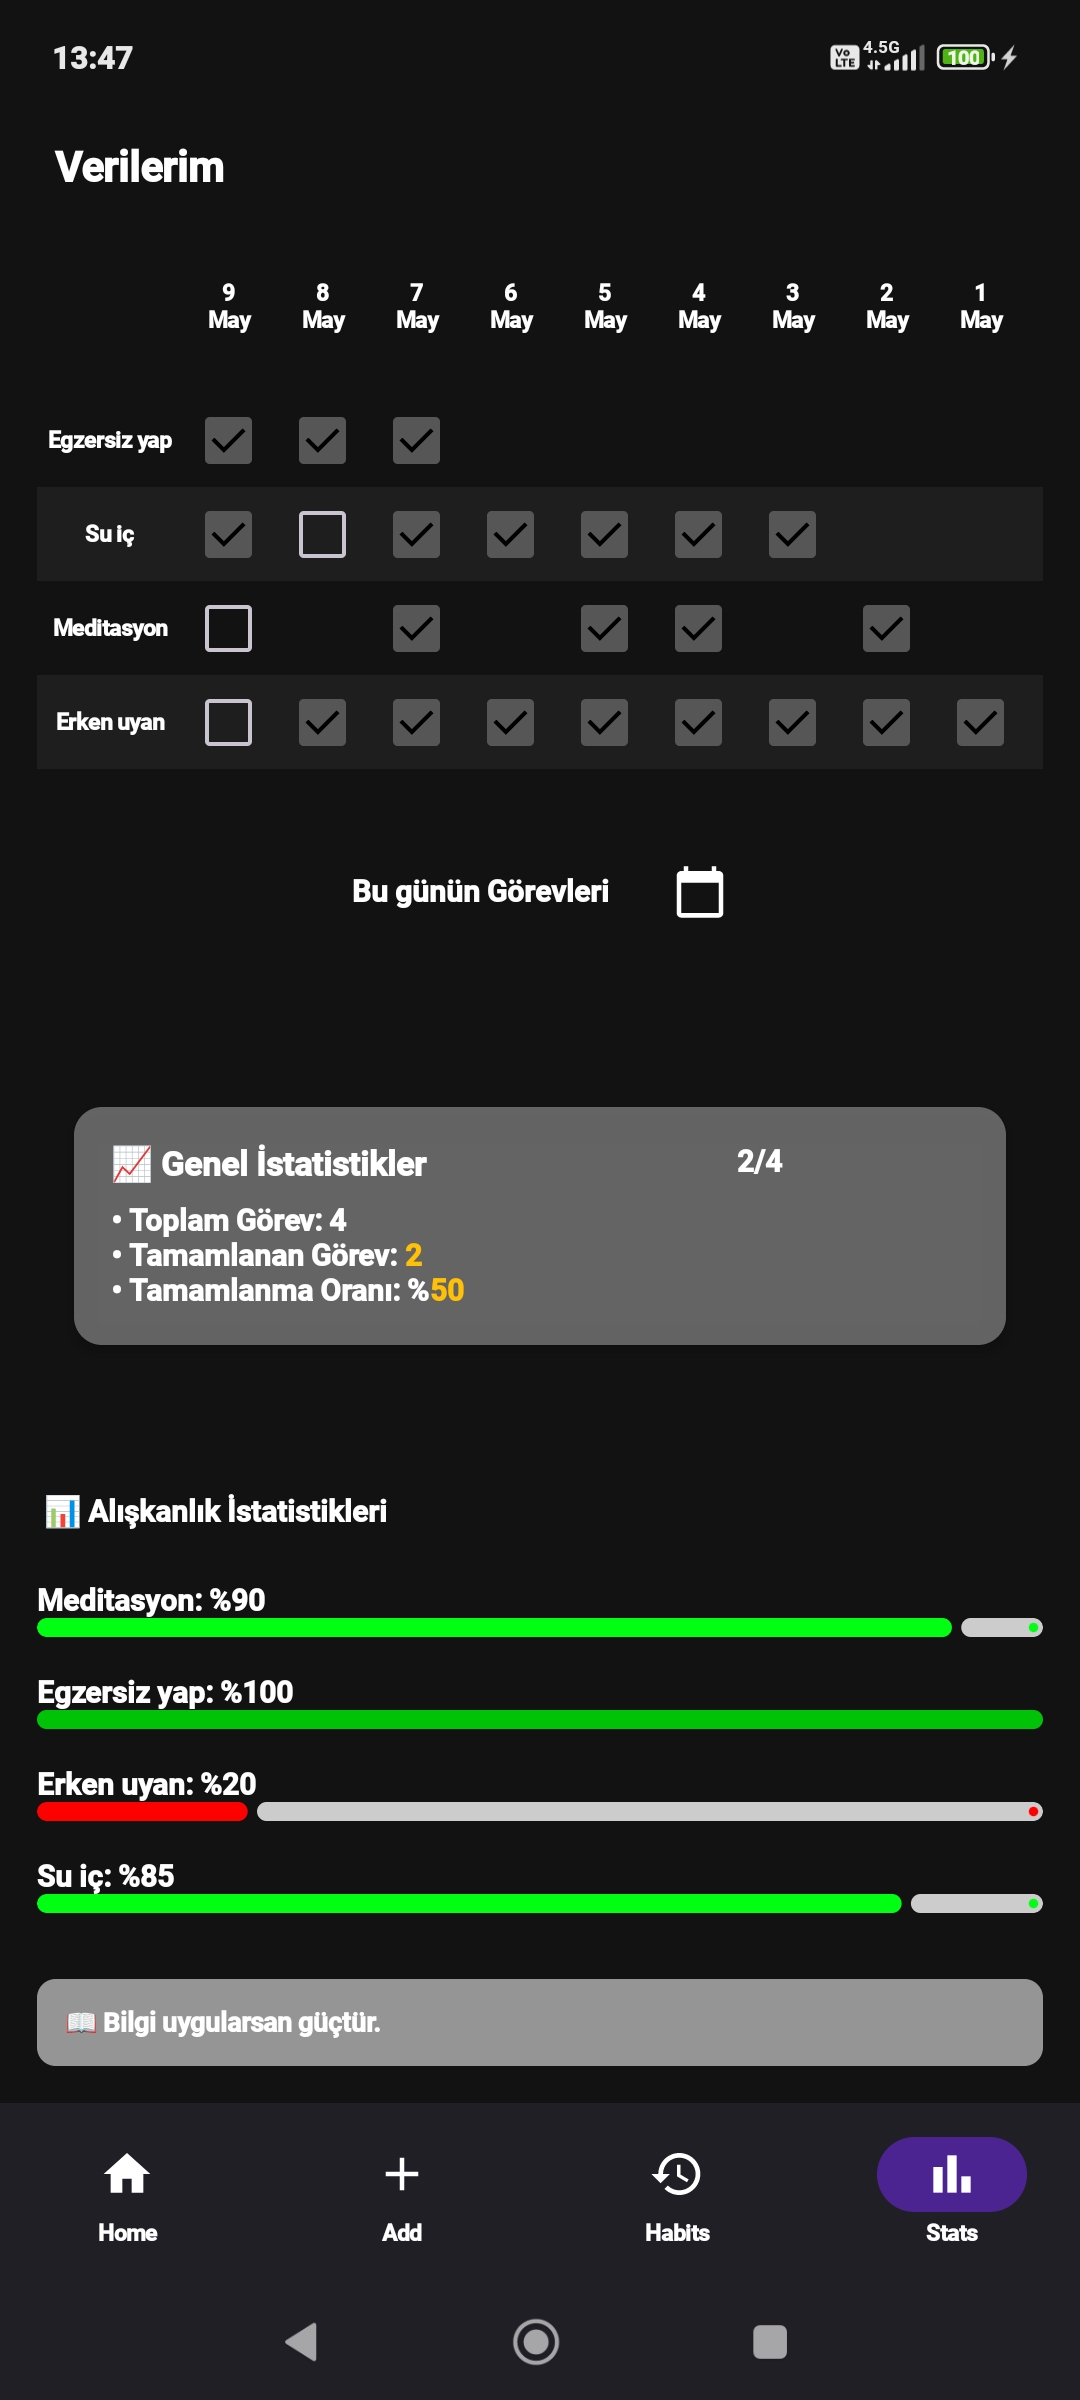 13:47
Vo LTE 4.5G 100
Verilerim
9 May 8 May 7 May 6 May 5 May 4 May 3 May 2 May 1 May
Egzersiz yap
Su iç
Meditasyon
Erken uyan
Bu günün Görevleri
📈 Genel İstatistikler 2/4
• Toplam Görev: 4
• Tamamlanan Görev: 2
• Tamamlanma Oranı: %50
📊 Alışkanlık İstatistikleri
Meditasyon: %90
Egzersiz yap: %100
Erken uyan: %20
Su iç: %85
📖 Bilgi uygularsan güçtür.
Home Add Habits Stats